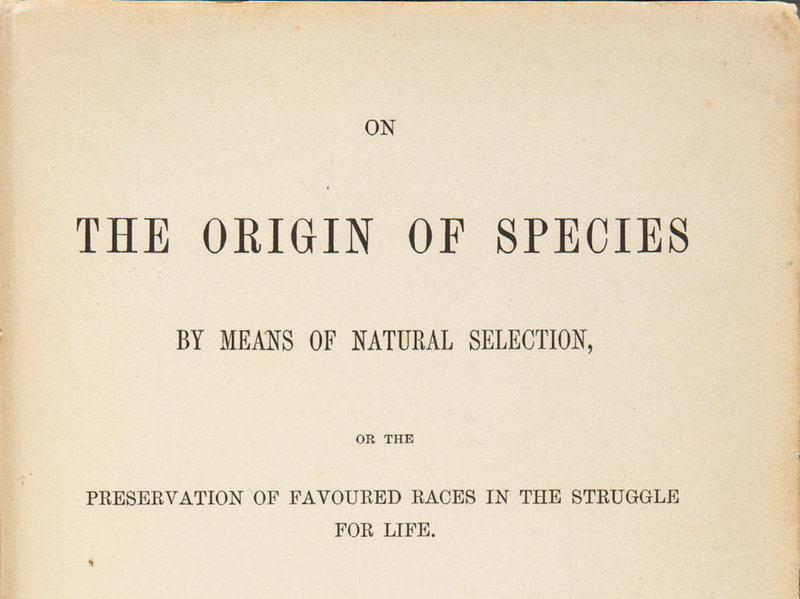 ON
THE ORIGIN OF SPECIES
BY MEANS OF NATURAL SELECTION,
OR THE
PRESERVATION OF FAVOURED RACES IN THE STRUGGLE
FOR LIFE.